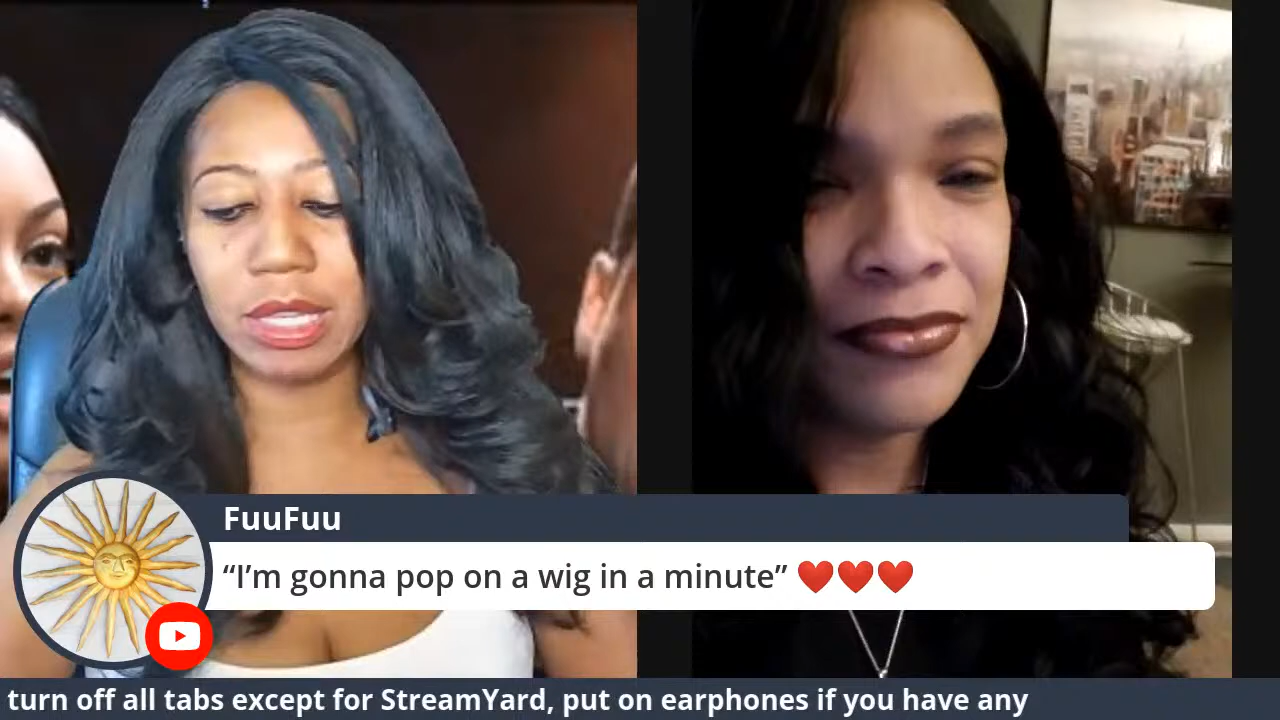 FuuFuu
“I’m gonna pop on a wig in a minute” ❤️❤️❤️
turn off all tabs except for StreamYard, put on earphones if you have any